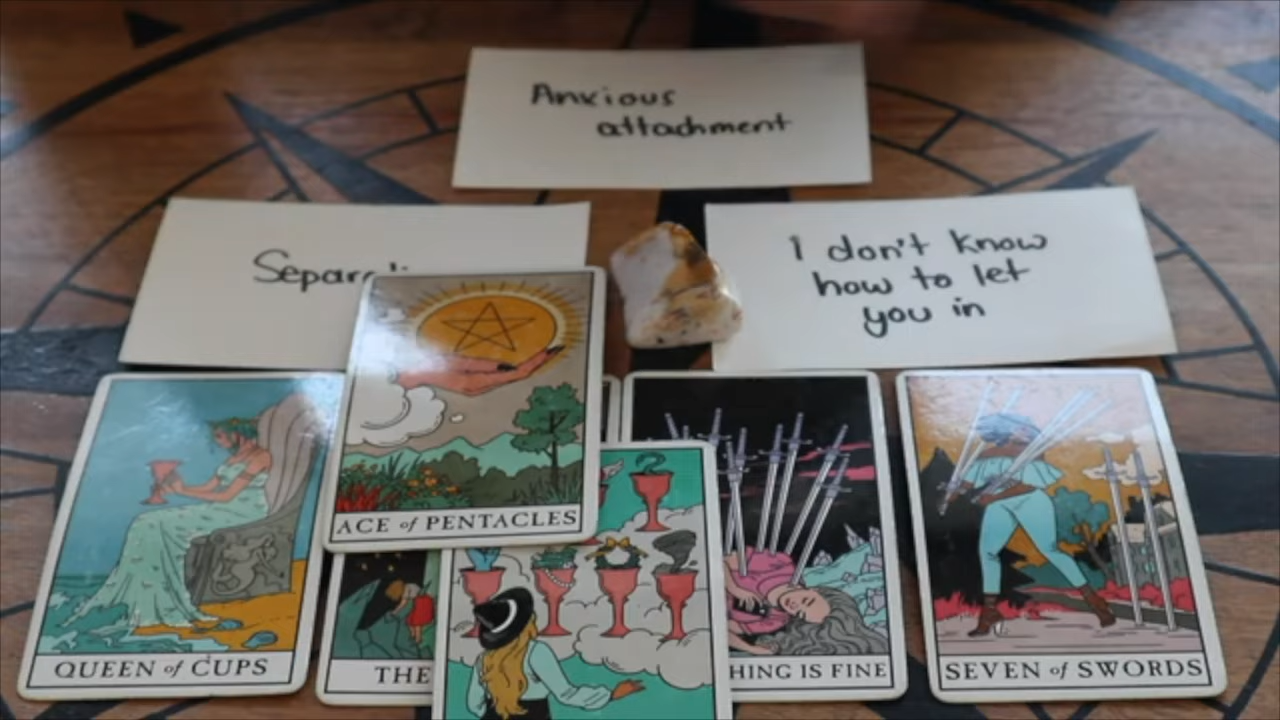 Anxious
attachment
I don't know
how to let
you in
ACE of PENTACLES
QUEEN of CUPS
THE
HING IS FINE
SEVEN of SWORDS